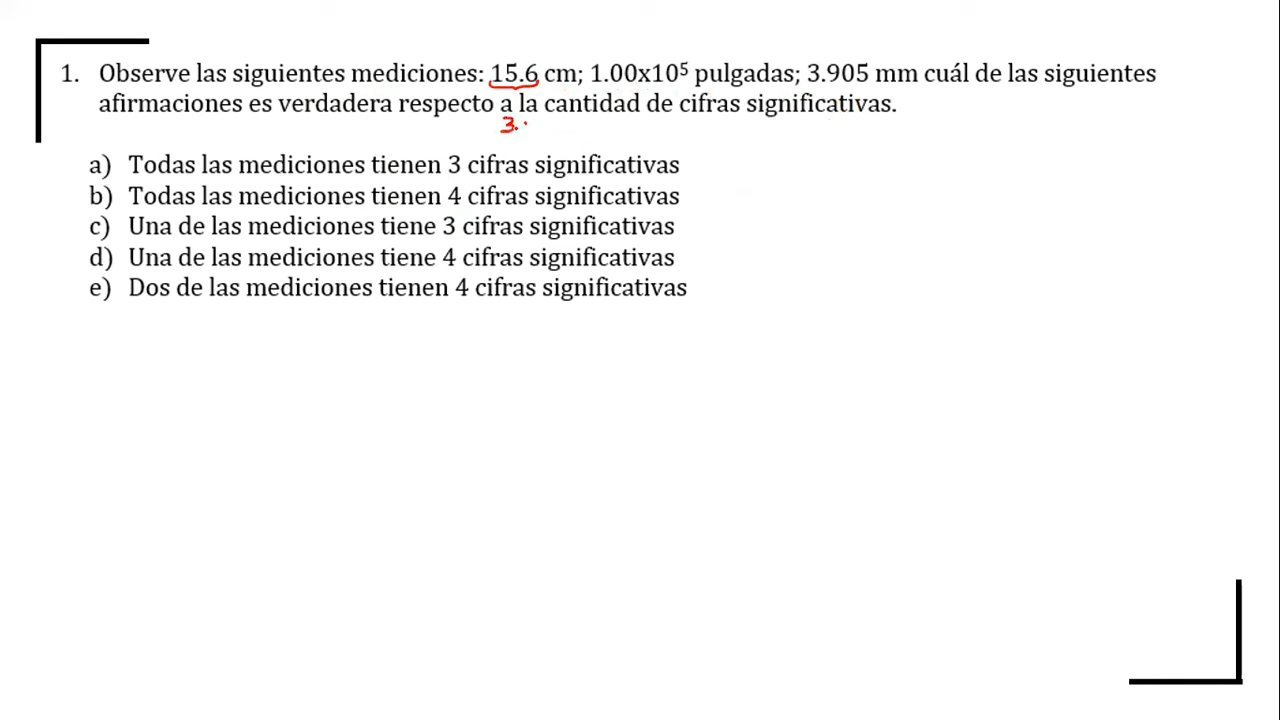 1. Observe las siguientes mediciones: 15.6 cm; 1.00x10⁵ pulgadas; 3.905 mm cuál de las siguientes
afirmaciones es verdadera respecto a la cantidad de cifras significativas.
3.
a) Todas las mediciones tienen 3 cifras significativas
b) Todas las mediciones tienen 4 cifras significativas
c) Una de las mediciones tiene 3 cifras significativas
d) Una de las mediciones tiene 4 cifras significativas
e) Dos de las mediciones tienen 4 cifras significativas